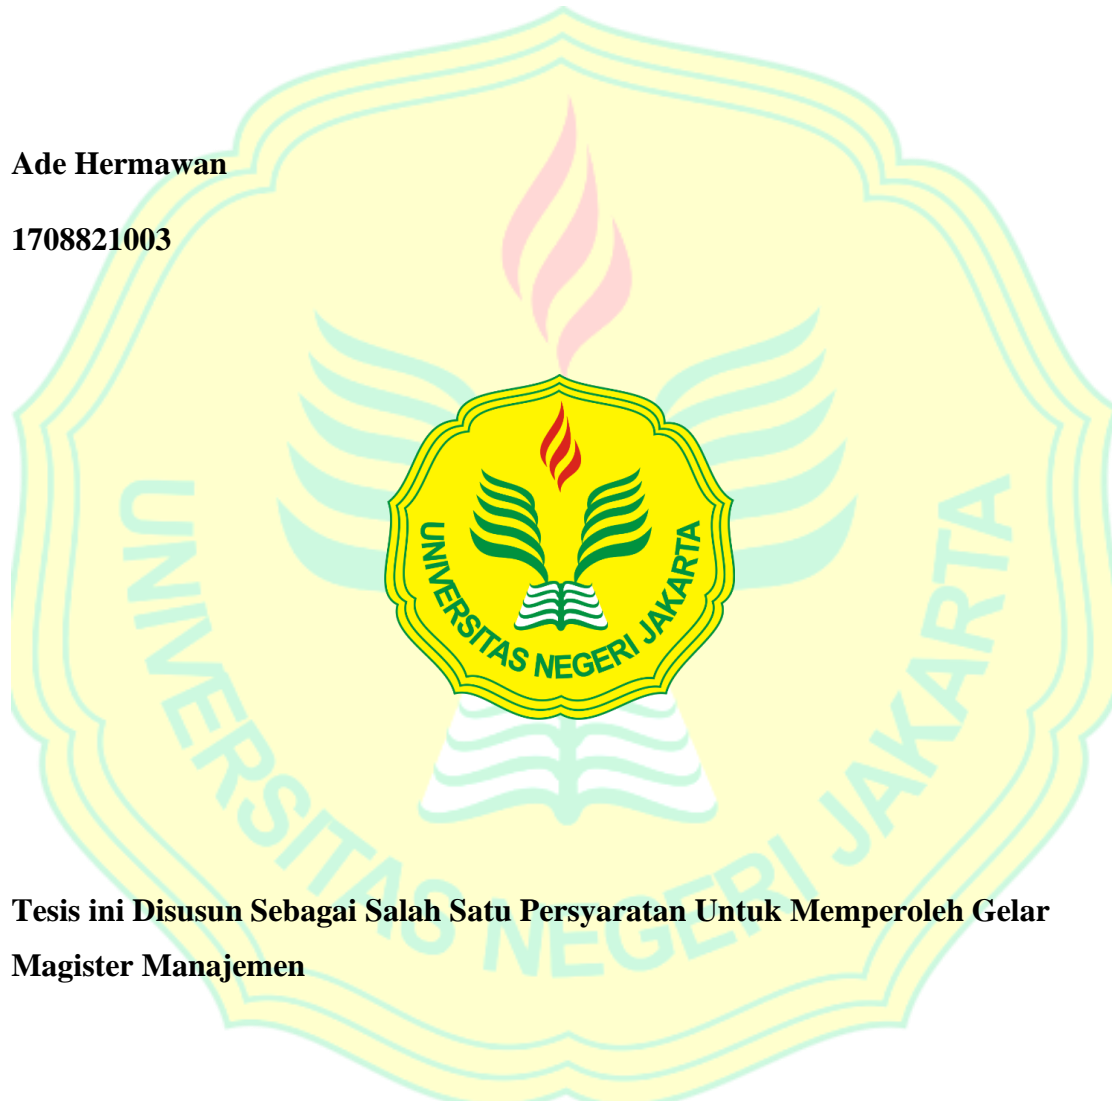 Ade Hermawan
1708821003
UNIVERSITAS NEGERI JAKARTA
UNIVERSITAS NEGERI JAKARTA
Tesis ini Disusun Sebagai Salah Satu Persyaratan Untuk Memperoleh Gelar
Magister Manajemen